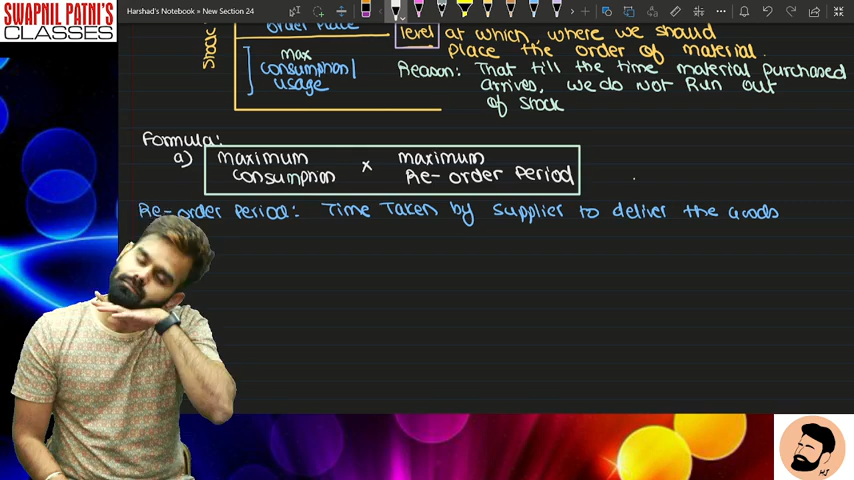 SWAPNIL PATNI'S
CLASSES
Harshad's Notebook » New Section 24
Stock
order Place
level at which, where we should
Place the order of material.
max
consumption/
usage
Reason: That till the time material purchased
arrives, we do not Run out
of stock
Formula:
a) maximum consumption x maximum Re-order Period
Re-order Period: Time Taken by supplier to deliver the Goods